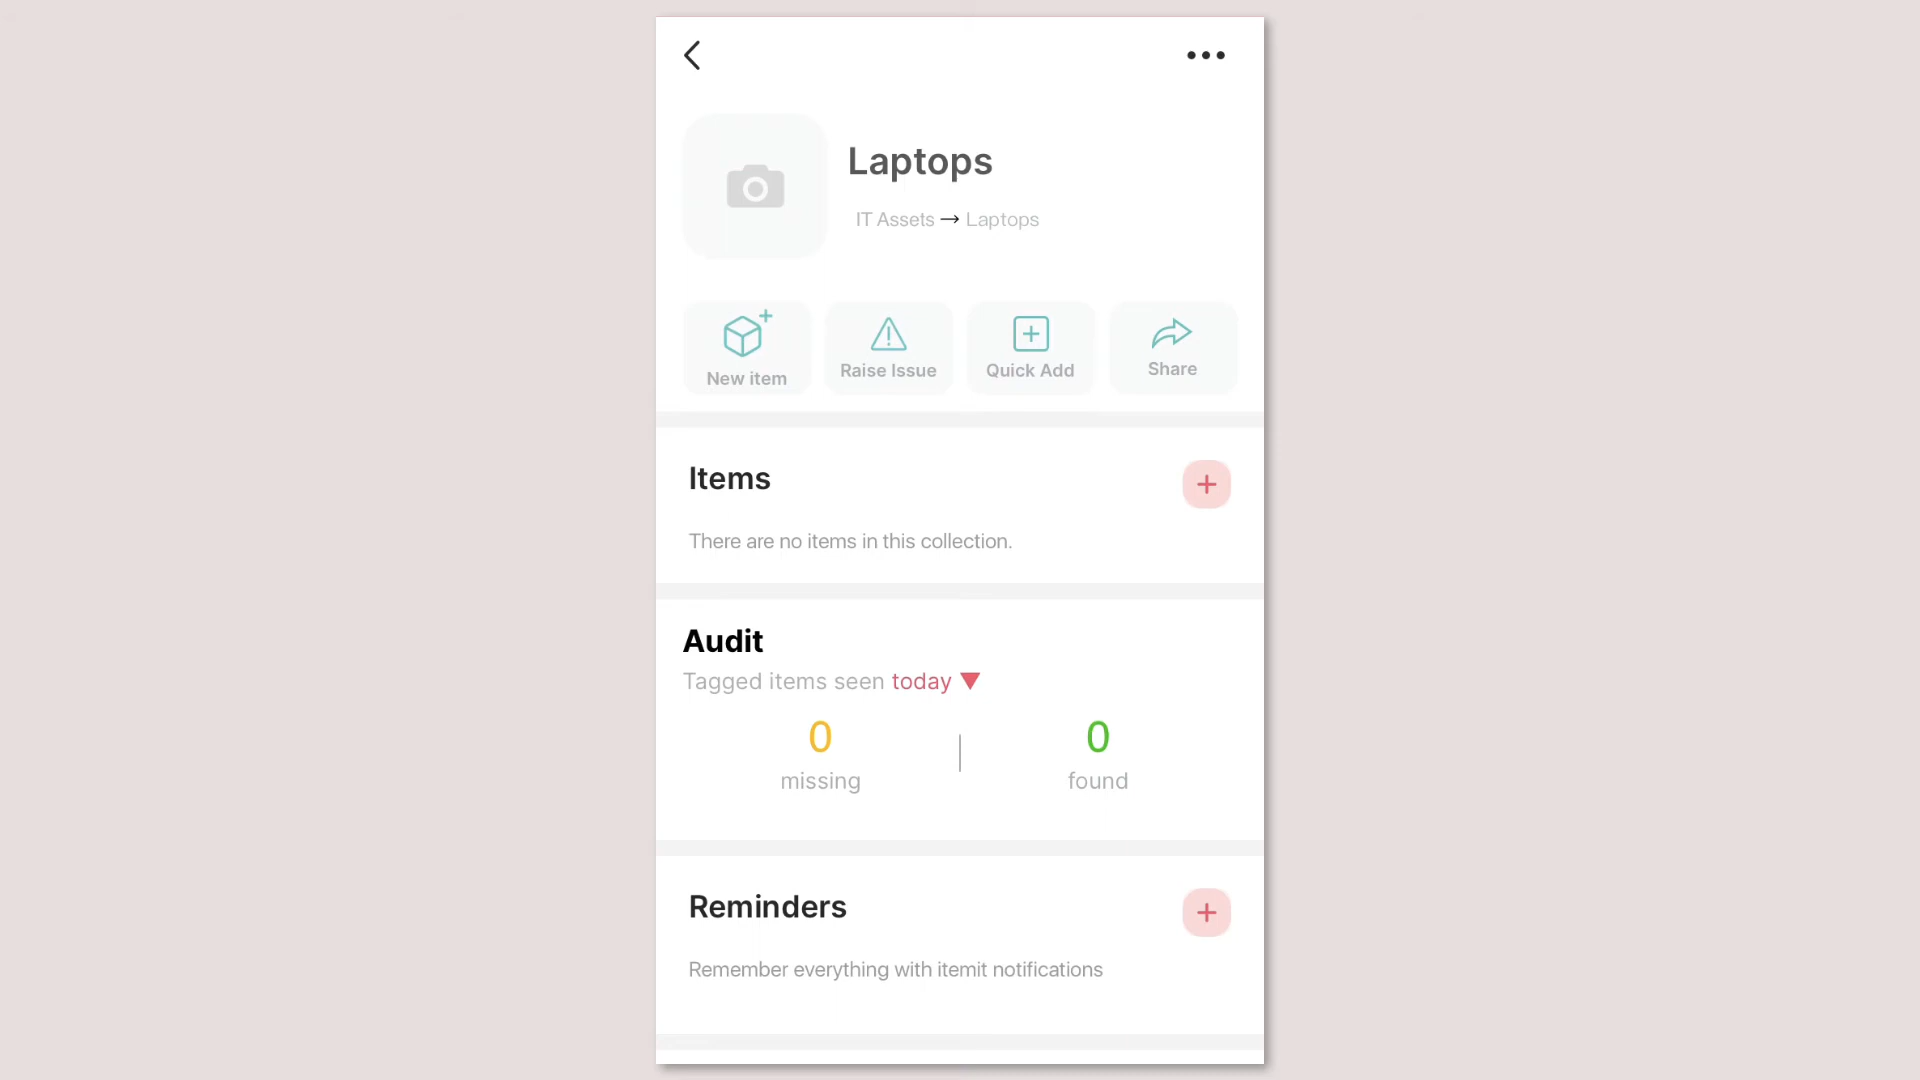 Laptops
IT Assets → Laptops
New item
Raise Issue
Quick Add
Share
Items
There are no items in this collection.
Audit
Tagged items seen today ▼
0
0
missing
found
Reminders
Remember everything with itemit notifications